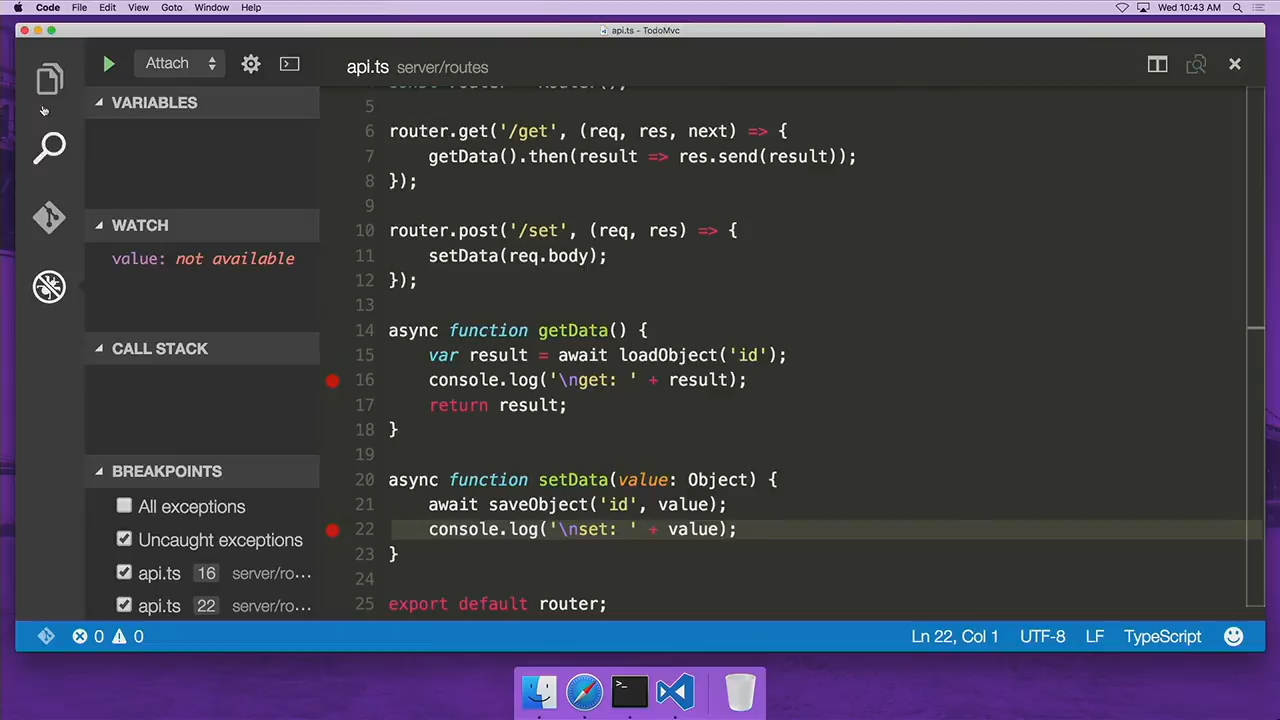 Code File Edit View Goto Window Help Wed 10:43 AM
api.ts - TodoMvc
Attach
api.ts server/routes
VARIABLES
WATCH
value: not available
CALL STACK
BREAKPOINTS
All exceptions
Uncaught exceptions
api.ts 16 server/ro...
api.ts 22 server/ro...
5
6 router.get('/get', (req, res, next) => {
7 getData().then(result => res.send(result));
8 });
9
10 router.post('/set', (req, res) => {
11 setData(req.body);
12 });
13
14 async function getData() {
15 var result = await loadObject('id');
16 console.log('\nget: ' + result);
17 return result;
18 }
19
20 async function setData(value: Object) {
21 await saveObject('id', value);
22 console.log('\nset: ' + value);
23 }
24
25 export default router;
0 0 Ln 22, Col 1 UTF-8 LF TypeScript
>_